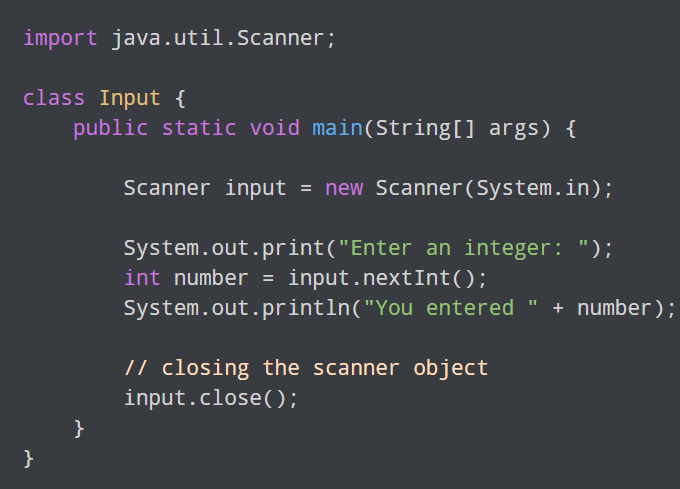 import java.util.Scanner;
class Input {
    public static void main(String[] args) {
        Scanner input = new Scanner(System.in);
        System.out.print("Enter an integer: ");
        int number = input.nextInt();
        System.out.println("You entered " + number);
        // closing the scanner object
        input.close();
    }
}